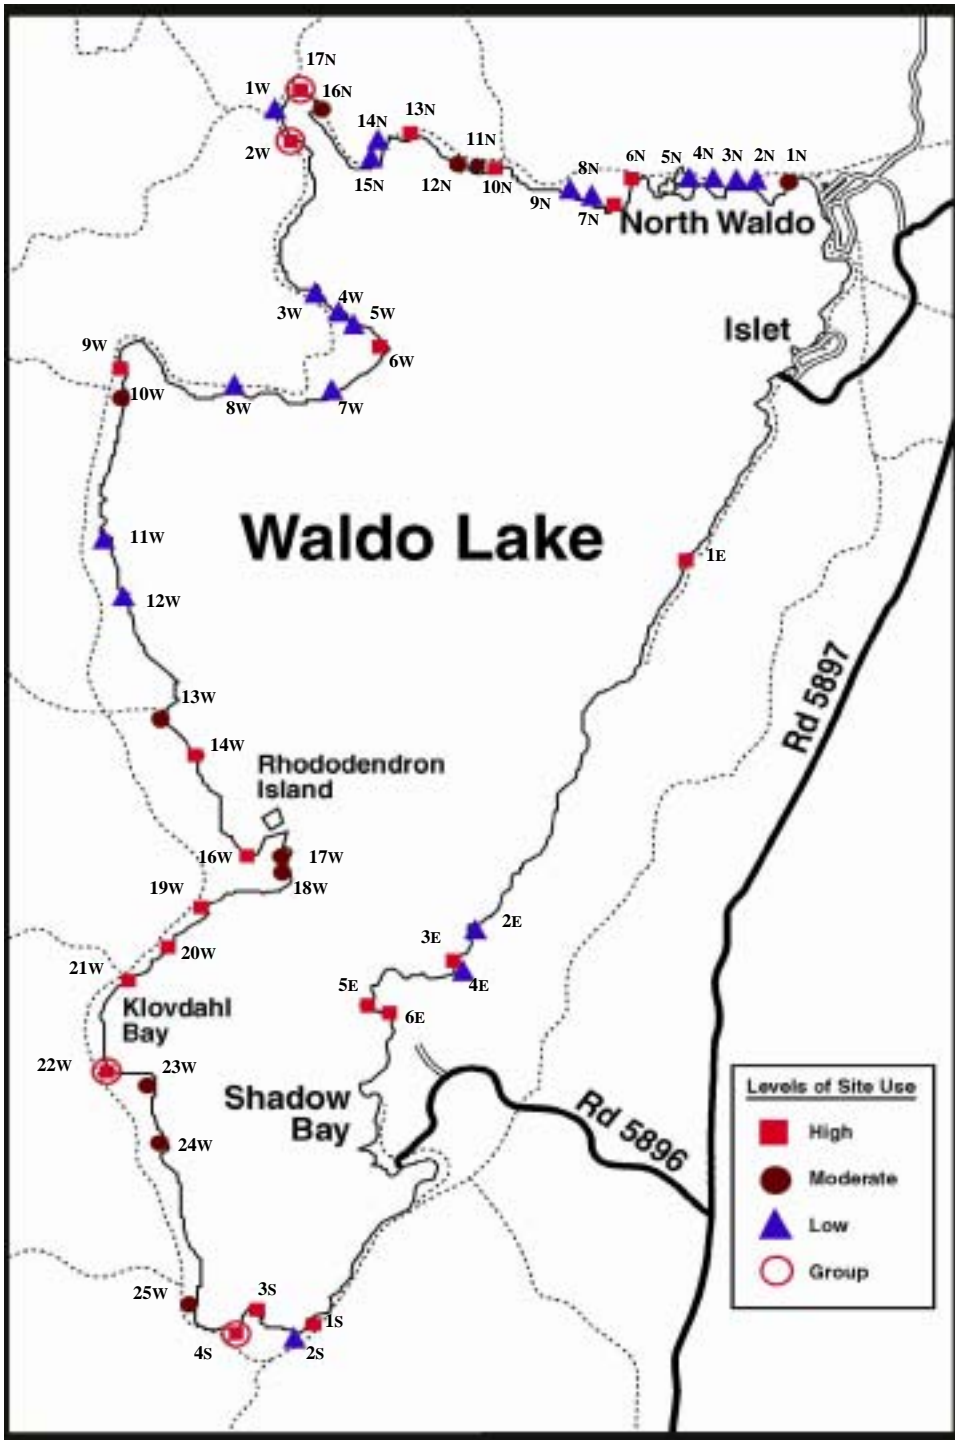 17N
1W
16N
13N
14N
2W
11N
15N
12N
10N
8N
6N
5N
4N
3N
2N
1N
9N
7N
North Waldo
3W
4W
5W
6W
Islet
9W
10W
8W
7W
Waldo Lake
11W
1E
12W
Rd 5897
13W
14W
Rhododendron
Island
16W
17W
18W
19W
20W
21W
2E
3E
4E
5E
6E
Klovdahl
Bay
22W
23W
24W
Shadow
Bay
Rd 5896
Levels of Site Use
High
Moderate
Low
Group
25W
3S
1S
4S
2S